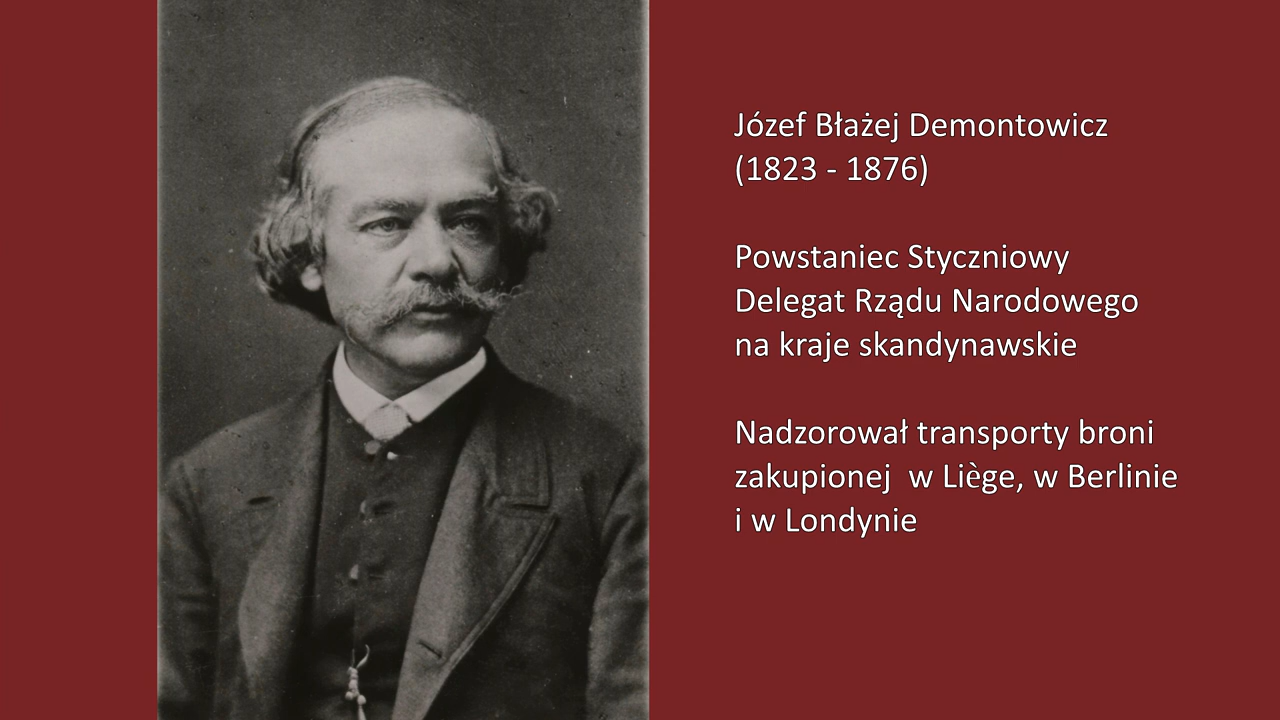 Józef Błażej Demontowicz
(1823 - 1876)
Powstaniec Styczniowy
Delegat Rządu Narodowego
na kraje skandynawskie
Nadzorował transporty broni
zakupionej  w Liège, w Berlinie
i w Londynie